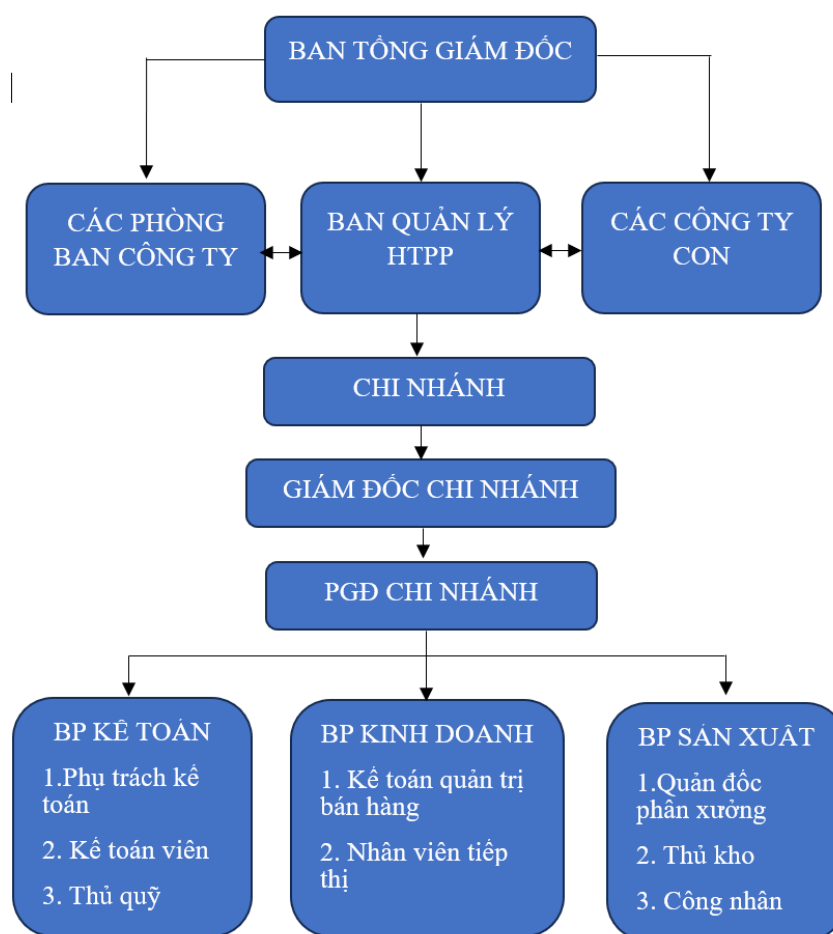 BAN TỔNG GIÁM ĐỐC
CÁC PHÒNG
BAN CÔNG TY
BAN QUẢN LÝ
HTPP
CÁC CÔNG TY
CON
CHI NHÁNH
GIÁM ĐỐC CHI NHÁNH
PGĐ CHI NHÁNH
BP KẾ TOÁN
1.Phụ trách kế
toán
2. Kế toán viên
3. Thủ quỹ
BP KINH DOANH
1. Kế toán quản trị
bán hàng
2. Nhân viên tiếp
thị
BP SẢN XUẤT
1.Quản đốc
phân xưởng
2. Thủ kho
3. Công nhân